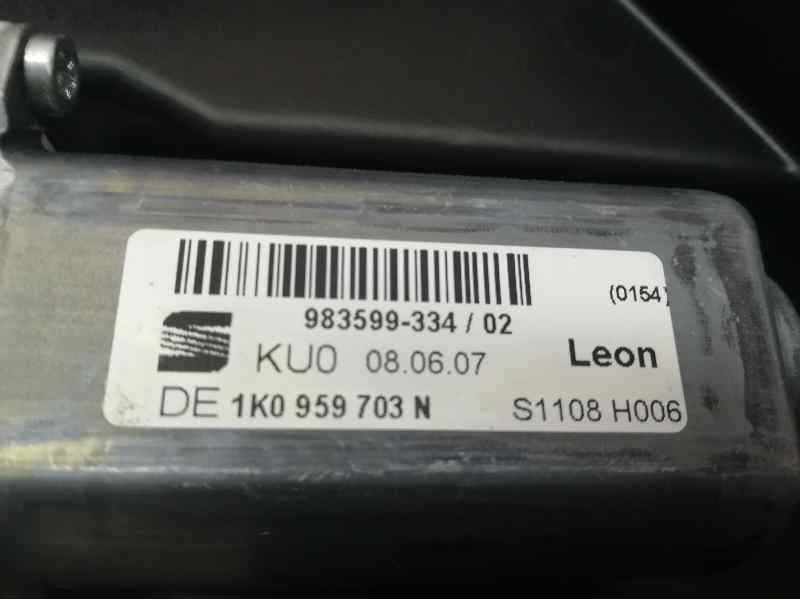 (0154)
983599-334 / 02
KU0 08.06.07 Leon
DE 1K0 959 703 N S1108 H006